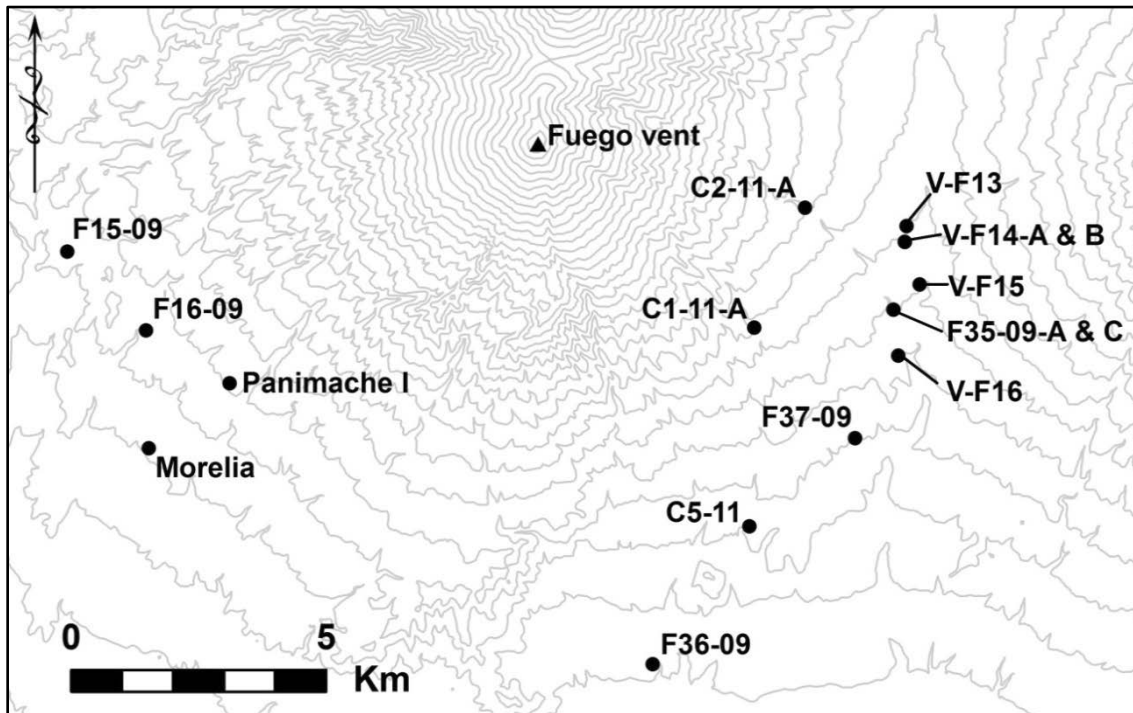 Fuego vent
V-F13
C2-11-A
F15-09
V-F14-A & B
V-F15
F16-09
C1-11-A
F35-09-A & C
Panimache I
V-F16
F37-09
Morelia
C5-11
0 5
F36-09
Km